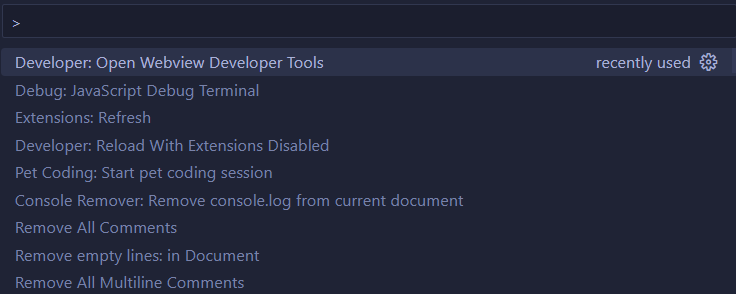 >
Developer: Open Webview Developer Tools recently used
Debug: JavaScript Debug Terminal
Extensions: Refresh
Developer: Reload With Extensions Disabled
Pet Coding: Start pet coding session
Console Remover: Remove console.log from current document
Remove All Comments
Remove empty lines: in Document
Remove All Multiline Comments